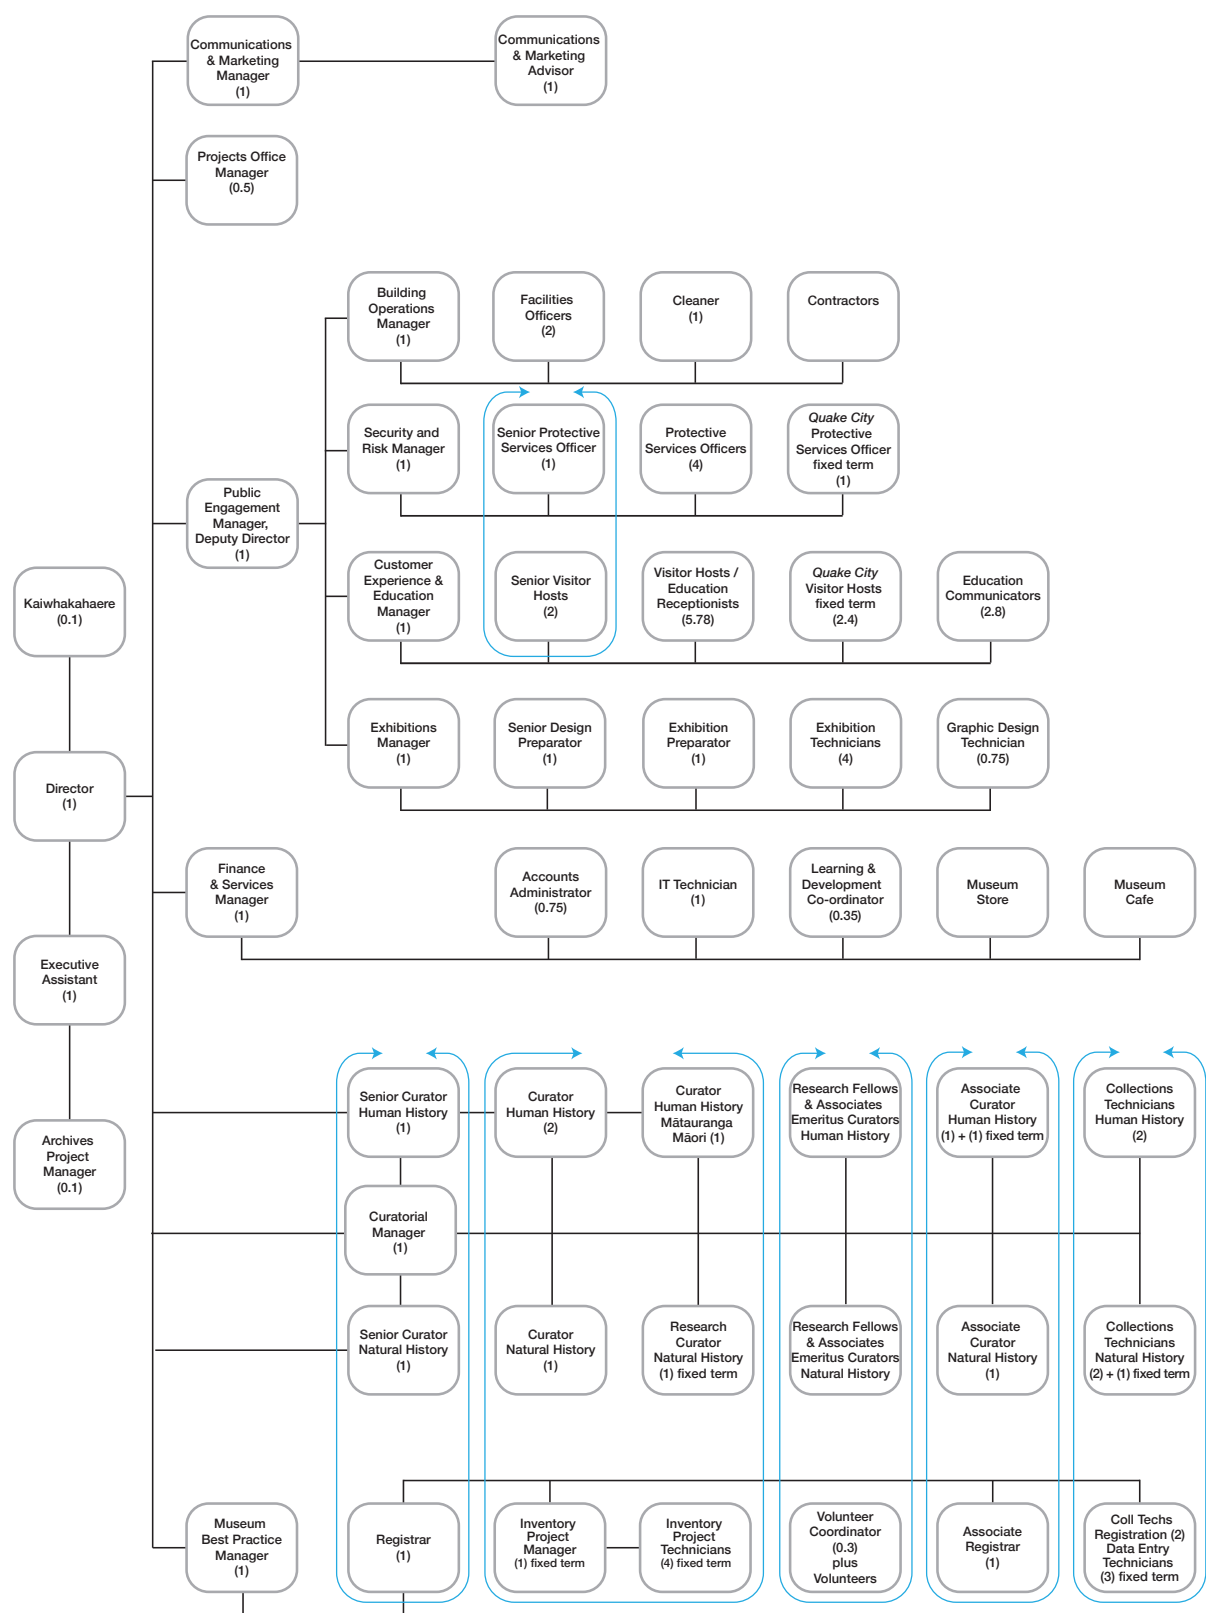 Communications
& Marketing
Manager
(1)
Communications
& Marketing
Advisor
(1)
Projects Office
Manager
(0.5)
Building
Operations
Manager
(1)
Facilities
Officers
(2)
Cleaner
(1)
Contractors
Security and
Risk Manager
(1)
Senior Protective
Services Officer
(1)
Protective
Services Officers
(4)
Quake City
Protective
Services Officer
fixed term
(1)
Public
Engagement
Manager,
Deputy Director
(1)
Customer
Experience &
Education
Manager
(1)
Senior Visitor
Hosts
(2)
Visitor Hosts /
Education
Receptionists
(5.78)
Quake City
Visitor Hosts
fixed term
(2.4)
Education
Communicators
(2.8)
Kaiwhakahaere
(0.1)
Exhibitions
Manager
(1)
Senior Design
Preparator
(1)
Exhibition
Preparator
(1)
Exhibition
Technicians
(4)
Graphic Design
Technician
(0.75)
Director
(1)
Finance
& Services
Manager
(1)
Accounts
Administrator
(0.75)
IT Technician
(1)
Learning &
Development
Co-ordinator
(0.35)
Museum
Store
Museum
Cafe
Executive
Assistant
(1)
Archives
Project
Manager
(0.1)
Senior Curator
Human History
(1)
Curator
Human History
(2)
Curator
Human History
Mātauranga
Māori (1)
Research Fellows
& Associates
Emeritus Curators
Human History
Associate
Curator
Human History
(1) + (1) fixed term
Collections
Technicians
Human History
(2)
Curatorial
Manager
(1)
Senior Curator
Natural History
(1)
Curator
Natural History
(1)
Research
Curator
Natural History
(1) fixed term
Research Fellows
& Associates
Emeritus Curators
Natural History
Associate
Curator
Natural History
(1)
Collections
Technicians
Natural History
(2) + (1) fixed term
Museum
Best Practice
Manager
(1)
Registrar
(1)
Inventory
Project
Manager
(1) fixed term
Inventory
Project
Technicians
(4) fixed term
Volunteer
Coordinator
(0.3)
plus
Volunteers
Associate
Registrar
(1)
Coll Techs
Registration (2)
Data Entry
Technicians
(3) fixed term